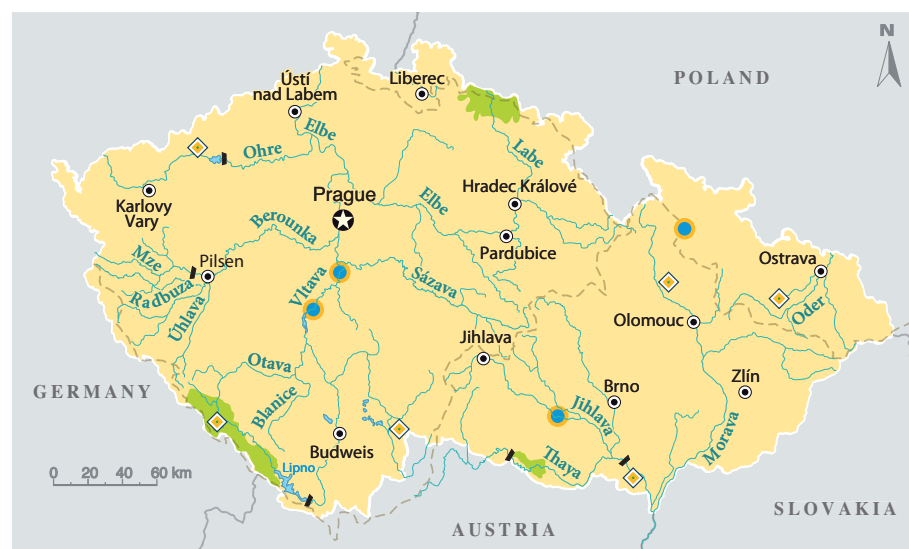 N
POLAND
Ústí
nad Labem
Liberec
Elbe
Ohre
Labe
Karlovy
Vary
Prague
Hradec Králové
Elbe
Berounka
Pardubice
Mze
Pilsen
Radbuza
Vltava
Sázava
Ostrava
Oder
Úhlava
Olomouc
Jihlava
Otava
GERMANY
Blanice
Brno
Zlín
Jihlava
Morava
Budweis
Lipno
Thaya
0 20 40 60 km
SLOVAKIA
AUSTRIA